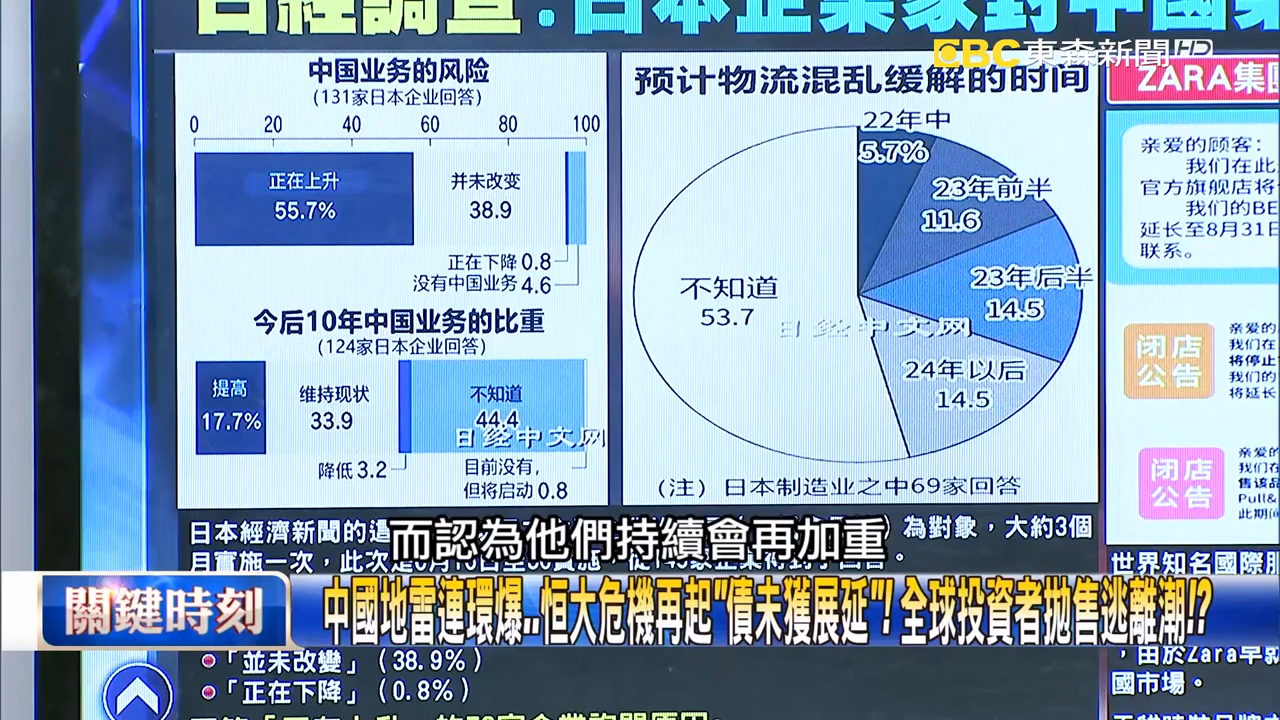 日經調查：日本企業家對中國業
EBC 東森新聞 HD
中国业务的风险
(131家日本企业回答)
0 20 40 60 80 100
正在上升
55.7%
并未改变
38.9
正在下降 0.8
没有中国业务 4.6
今后10年中国业务的比重
(124家日本企业回答)
提高
17.7%
维持现状
33.9
不知道
44.4
日经中文网
降低 3.2
目前没有，
但将启动 0.8
预计物流混乱缓解的时间
22年中
5.7%
23年前半
11.6
23年后半
14.5
24年以后
14.5
不知道
53.7
日经中文网
（注）日本制造业之中69家回答
ZARA集團
亲爱的顾客：
我们在此
官方旗舰店将
我们的BE
延长至8月31日
联系。
闭店
公告
亲爱的
我们在
将停止
我们的
将延长
闭店
公告
亲爱的
我们在
售该品
Pull&
此期间
日本經濟新聞的
為對象，大約3個
月實施一次，此次
而認為他們持續會再加重
世界知名國際服
關鍵時刻
中國地雷連環爆..恒大危機再起"債未獲展延"！全球投資者拋售逃離潮!?
「並未改變」（38.9%）
「正在下降」（0.8%）
，由於Zara早就
國市場。